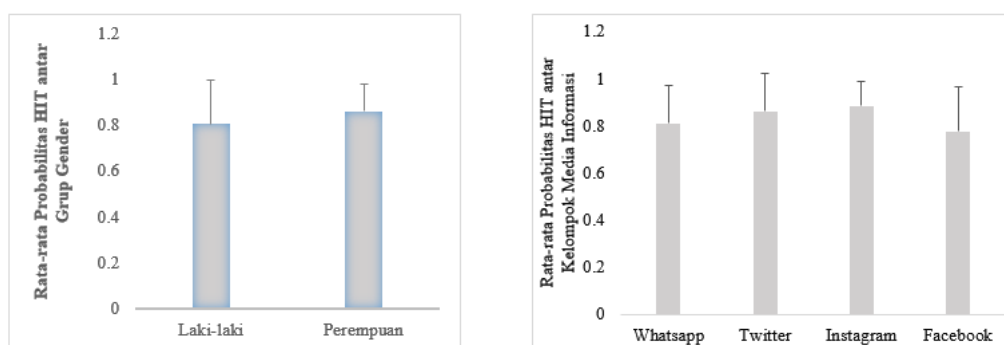 Rata-rata Probabilitas HIT antar
Grup Gender
1.2
1
0.8
0.6
0.4
0.2
0
Laki-laki Perempuan
Rata-rata Probabilitas HIT antar
Kelompok Media Informasi
1.2
1
0.8
0.6
0.4
0.2
0
Whatsapp Twitter Instagram Facebook